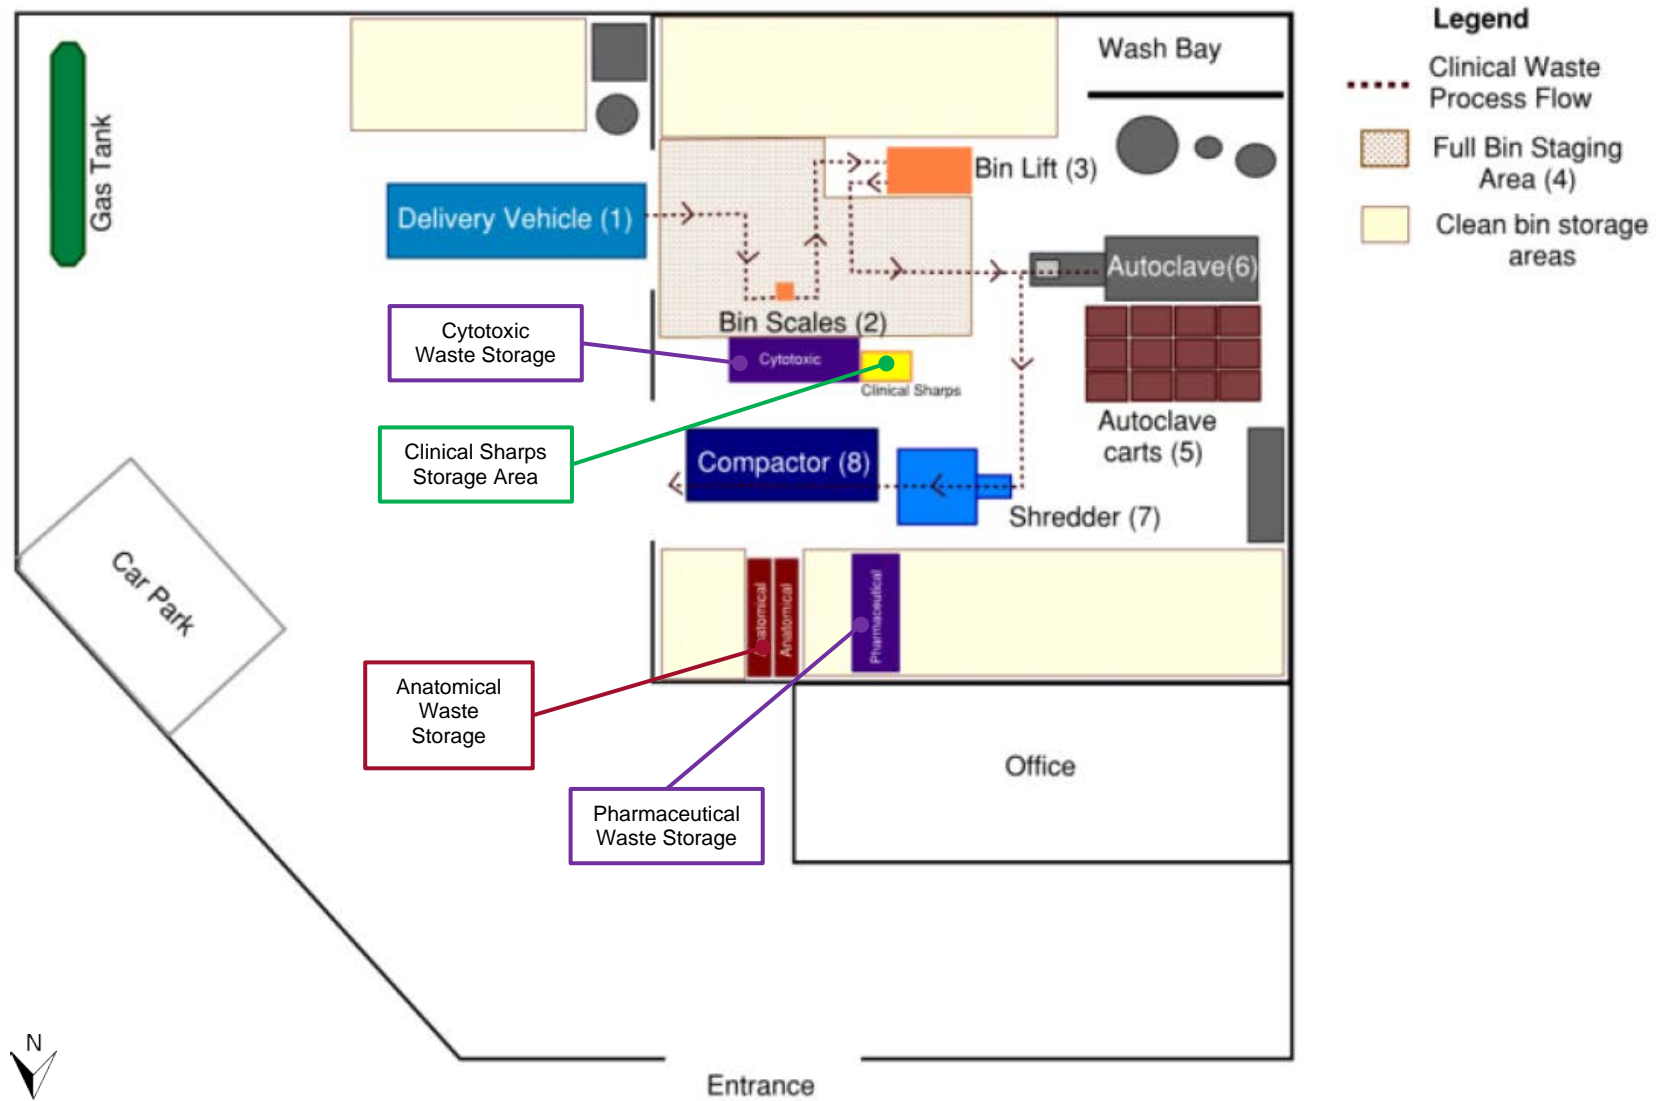 Legend
Clinical Waste
Process Flow
Full Bin Staging
Area (4)
Clean bin storage
areas
Wash Bay
Gas Tank
Bin Lift (3)
Delivery Vehicle (1)
Autoclave(6)
Bin Scales (2)
Cytotoxic
Waste Storage
Cytotoxic
Clinical Sharps
Autoclave
carts (5)
Clinical Sharps
Storage Area
Compactor (8)
Shredder (7)
Car Park
Anatomical
Anatomical
Pharmaceutical
Anatomical
Waste
Storage
Office
Pharmaceutical
Waste Storage
N
Entrance